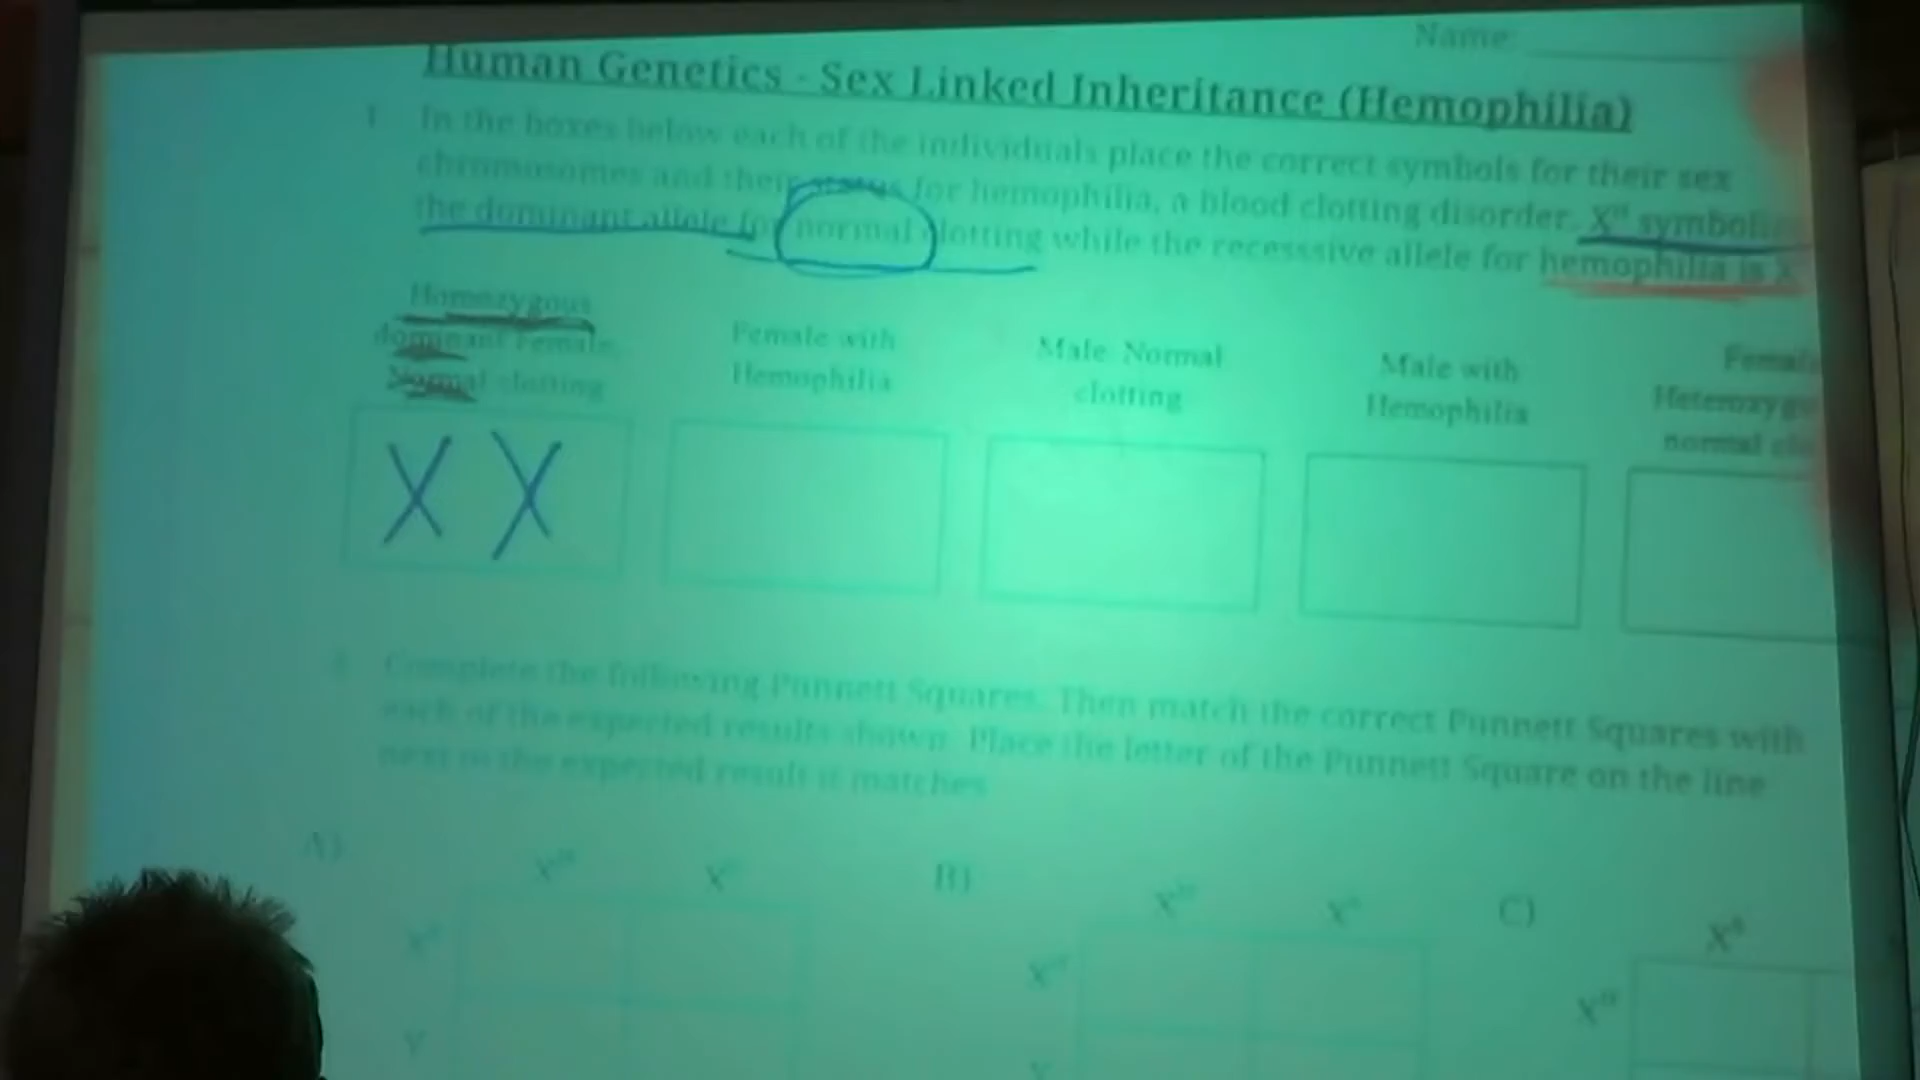 Name:
Human Genetics - Sex Linked Inheritance (Hemophilia)
1 In the boxes below each of the individuals place the correct symbols for their sex
chromosomes and their status for hemophilia, a blood clotting disorder. X^H symbolizes
the dominant allele for normal clotting while the recesssive allele for hemophilia is X
Homozygous
dominant Female,
Normal clotting
Female with
Hemophilia
Male Normal
clotting
Male with
Hemophilia
Female
Heterozygo
normal clo
X X
2 Complete the following Punnett Squares. Then match the correct Punnett Squares with
each of the expected results shown. Place the letter of the Punnett Square on the line
next to the expected result it matches
A)
X^H X
X
Y
B)
X^H X
X^H
Y
C)
X
X^H